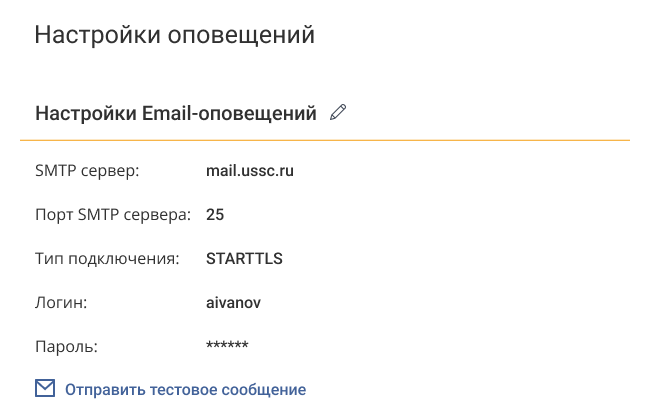 Настройки оповещений
Настройки Email-оповещений
SMTP сервер: mail.ussc.ru
Порт SMTP сервера: 25
Тип подключения: STARTTLS
Логин: aivanov
Пароль: ******
Отправить тестовое сообщение